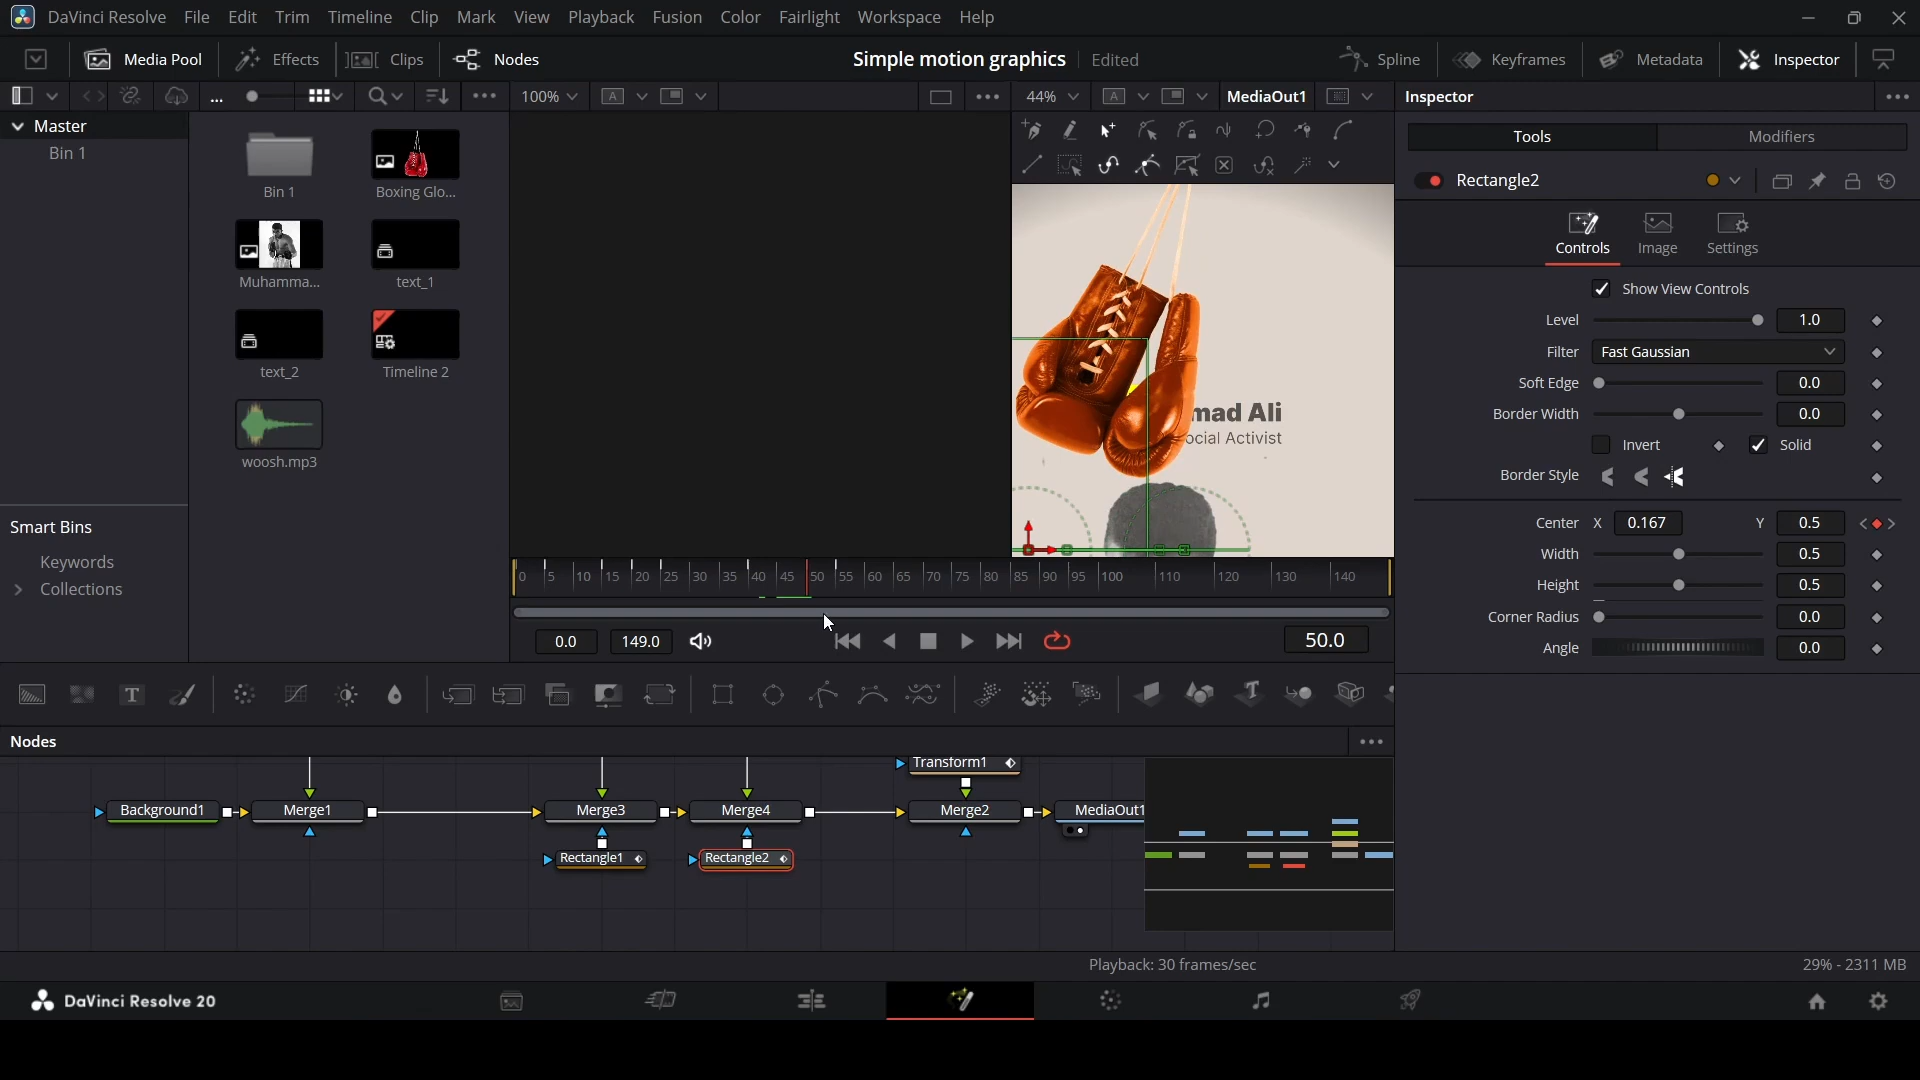 DaVinci Resolve File Edit Trim Timeline Clip Mark View Playback Fusion Color Fairlight Workspace Help
Media Pool Effects Clips Nodes Simple motion graphics Edited Spline Keyframes Metadata Inspector
... 100% A 44% A MediaOut1 Inspector
Master
Bin 1
Bin 1
Boxing Glo...
Muhamma...
text_1
text_2
Timeline 2
woosh.mp3
Smart Bins
Keywords
Collections
mad Ali
ocial Activist
0 5 10 15 20 25 30 35 40 45 50 55 60 65 70 75 80 85 90 95 100 110 120 130 140
0.0 149.0 50.0
Tools Modifiers
Rectangle2
Controls Image Settings
Show View Controls
Level 1.0
Filter Fast Gaussian
Soft Edge 0.0
Border Width 0.0
Invert Solid
Border Style
Center X 0.167 Y 0.5
Width 0.5
Height 0.5
Corner Radius 0.0
Angle 0.0
T
Nodes
Transform1
Background1 Merge1 Merge3 Merge4 Merge2 MediaOut1
Rectangle1 Rectangle2
Playback: 30 frames/sec 29% - 2311 MB
DaVinci Resolve 20